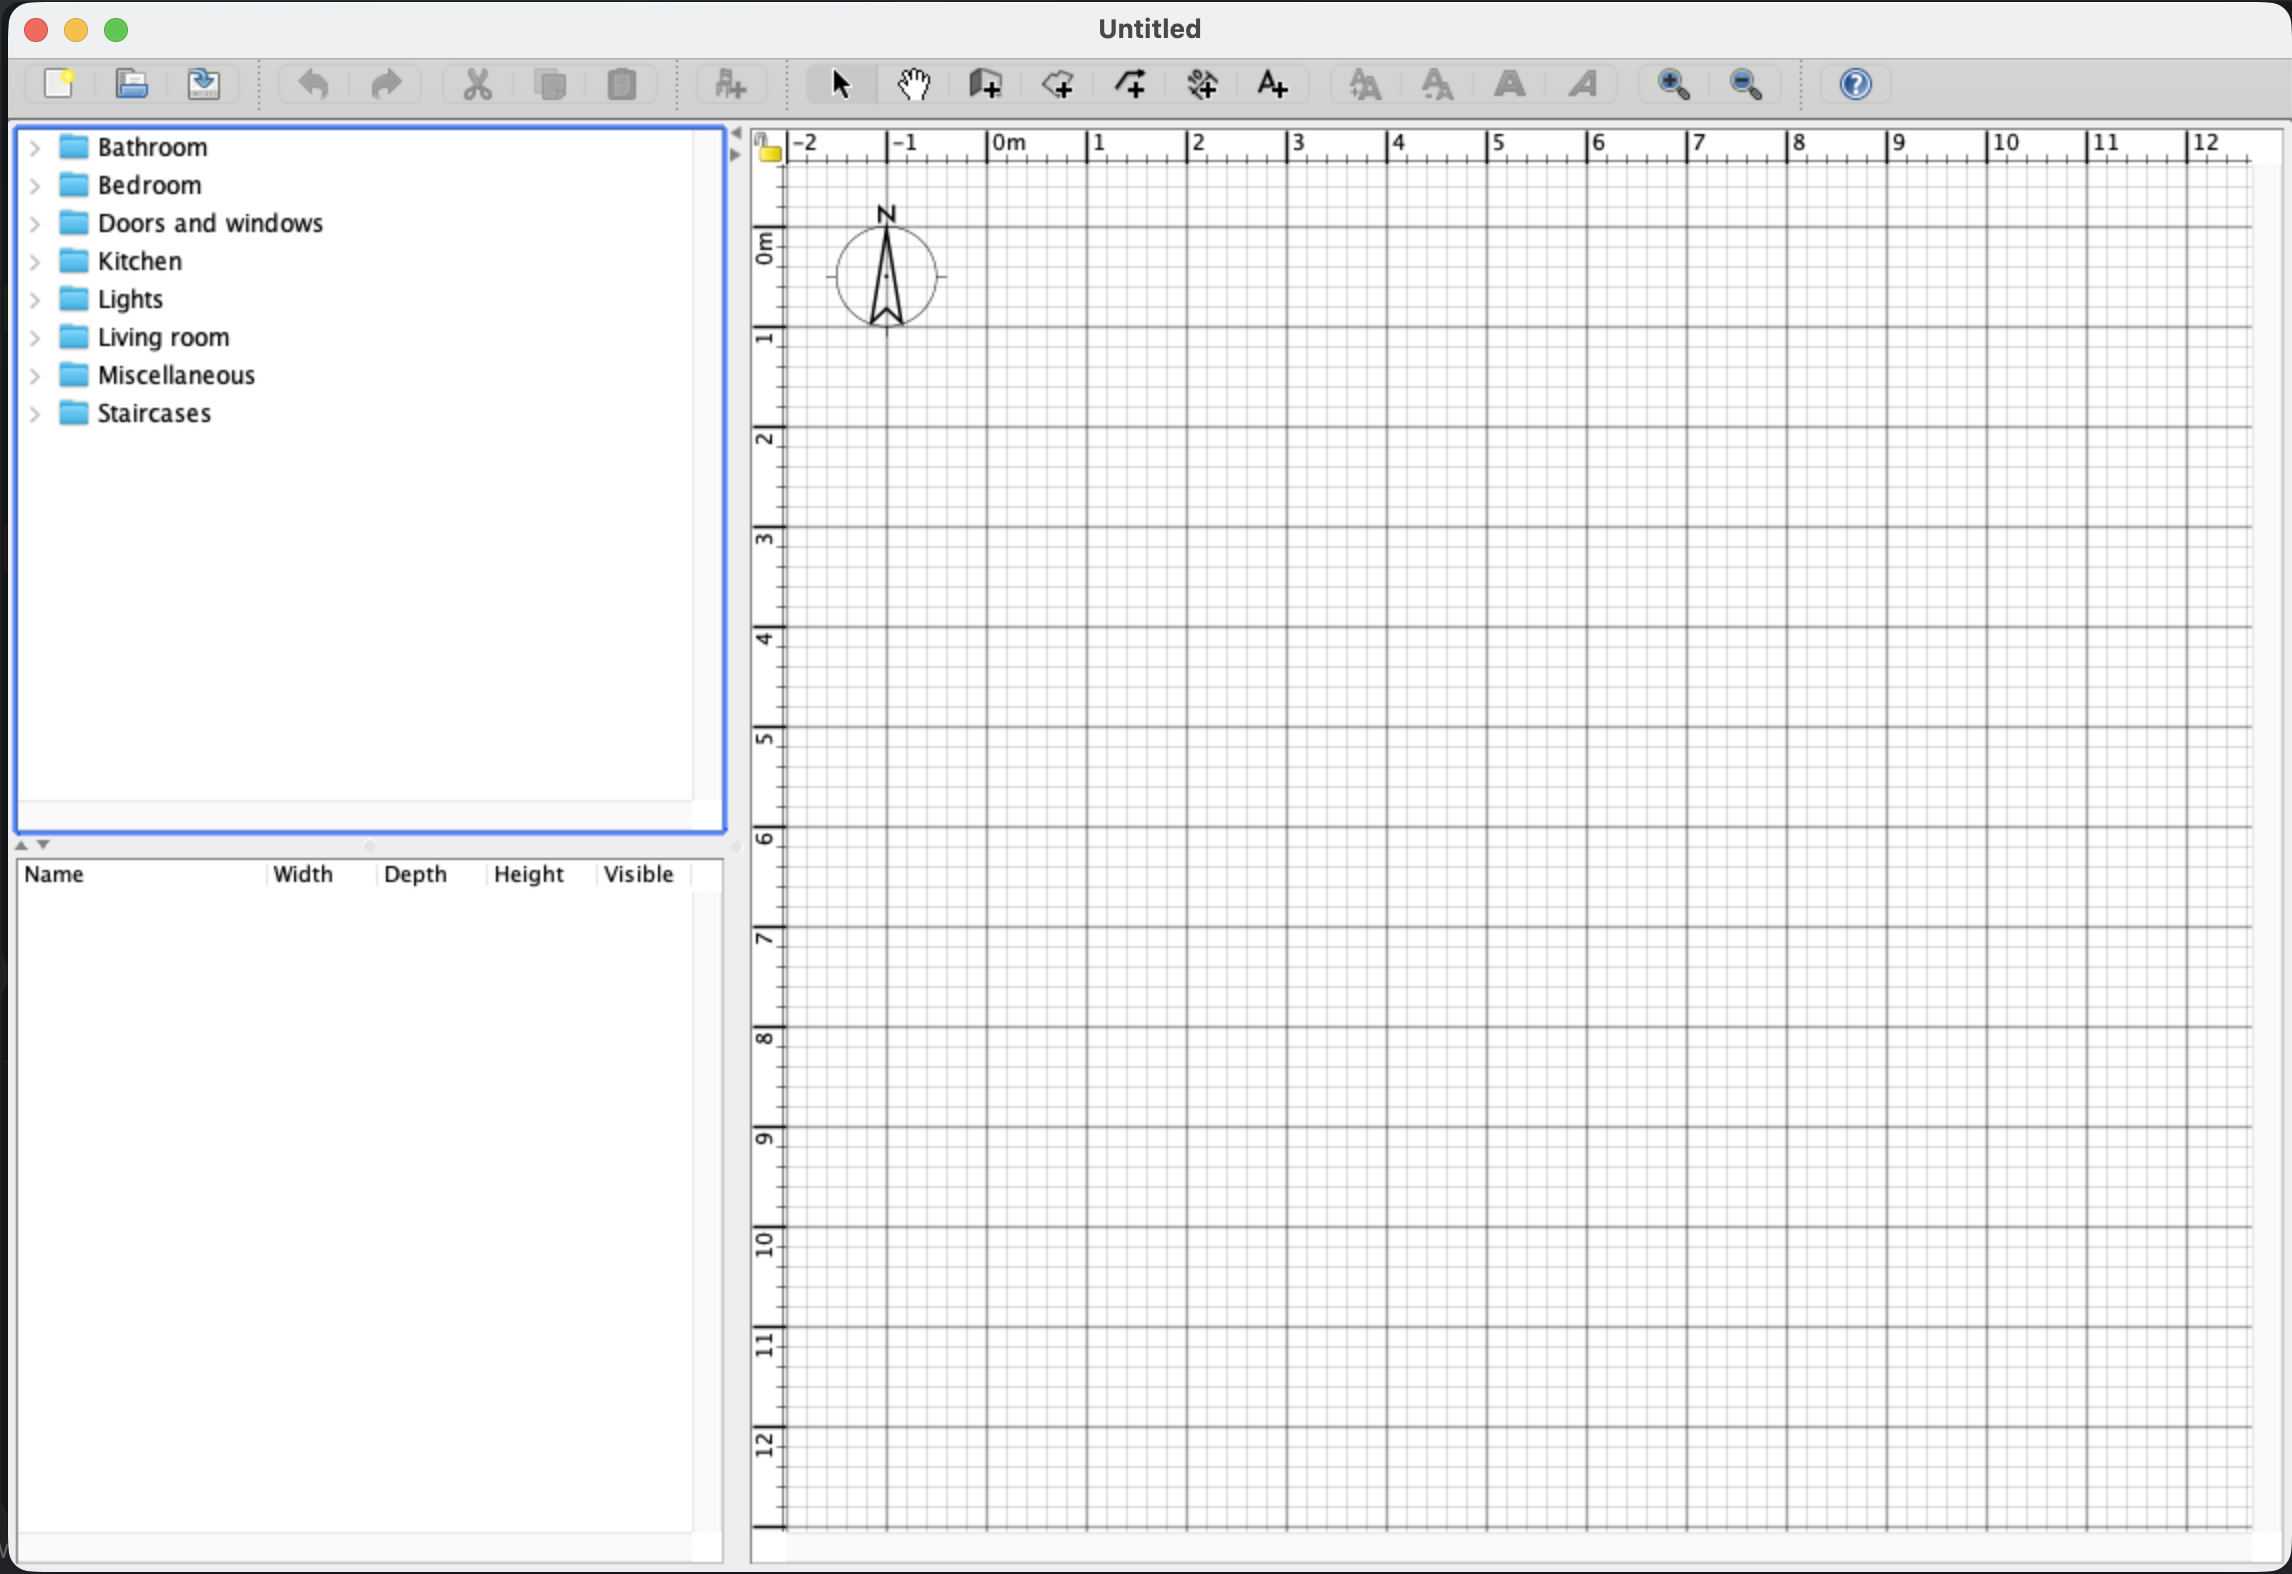 Untitled
Bathroom
Bedroom
Doors and windows
Kitchen
Lights
Living room
Miscellaneous
Staircases
Name Width Depth Height Visible
-2 -1 0m 1 2 3 4 5 6 7 8 9 10 11 12
N
0m
1
2
3
4
5
6
7
8
9
10
11
12